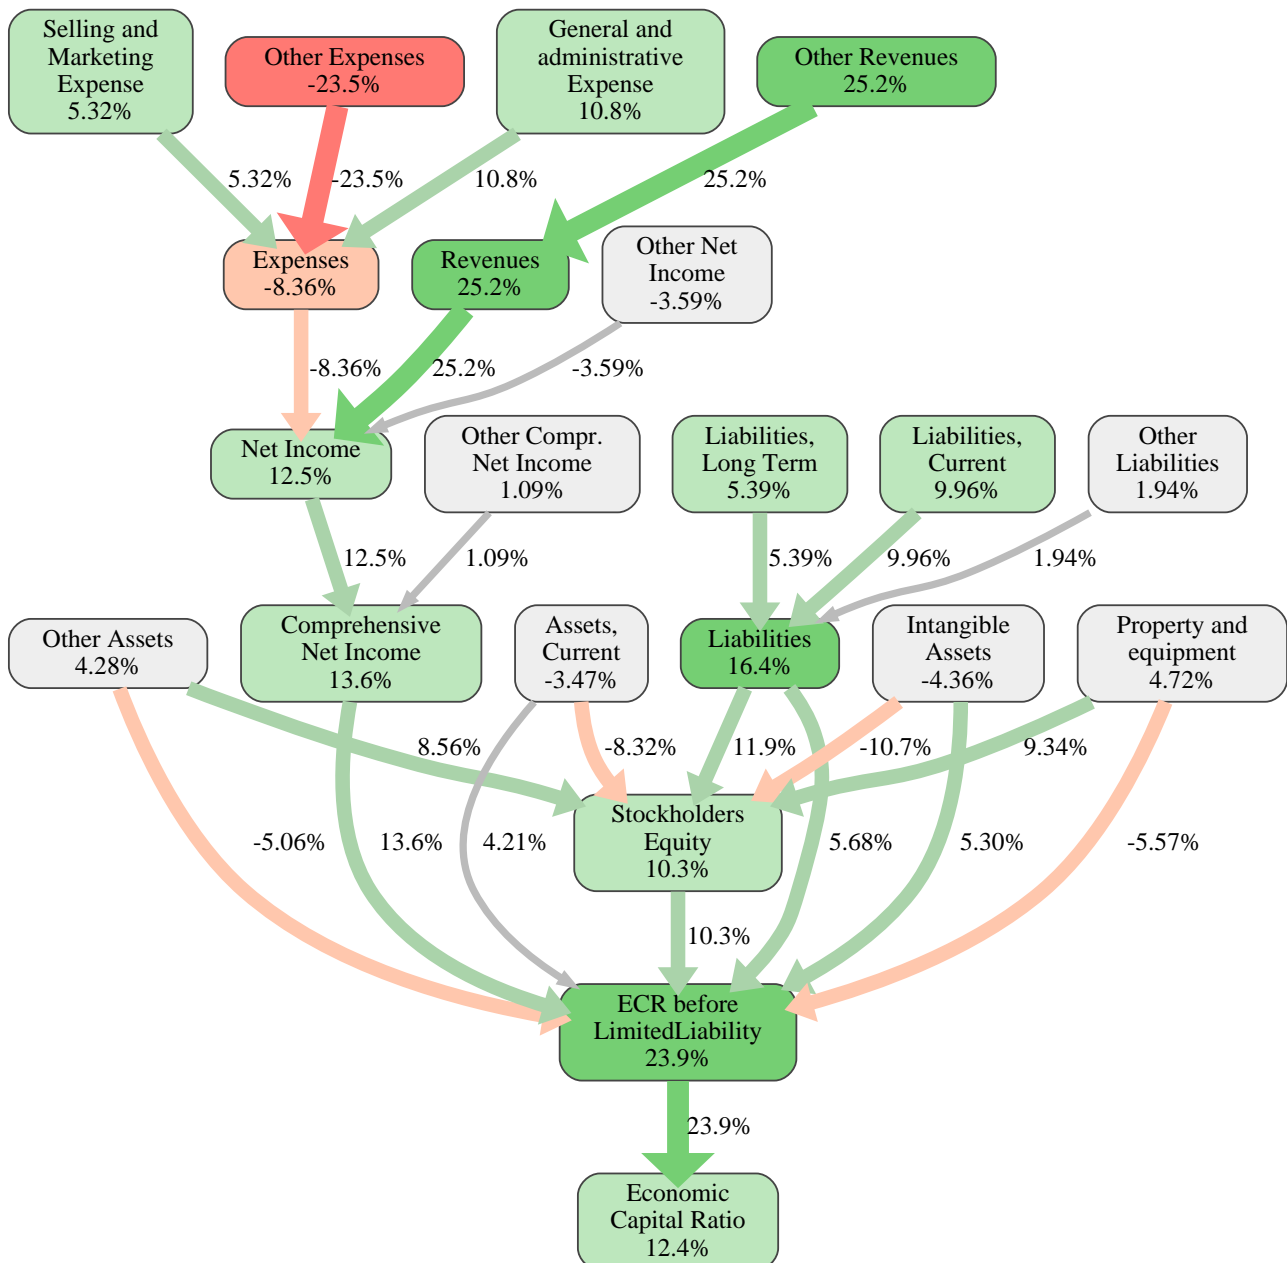 Selling and
Marketing
Expense
5.32%
Other Expenses
-23.5%
General and
administrative
Expense
10.8%
Other Revenues
25.2%
5.32%
-23.5%
10.8%
25.2%
Expenses
-8.36%
Revenues
25.2%
Other Net
Income
-3.59%
-8.36%
25.2%
-3.59%
Net Income
12.5%
Other Compr.
Net Income
1.09%
Liabilities,
Long Term
5.39%
Liabilities,
Current
9.96%
Other
Liabilities
1.94%
12.5%
1.09%
5.39%
9.96%
1.94%
Other Assets
4.28%
Comprehensive
Net Income
13.6%
Assets,
Current
-3.47%
Liabilities
16.4%
Intangible
Assets
-4.36%
Property and
equipment
4.72%
8.56%
-8.32%
11.9%
-10.7%
9.34%
Stockholders
Equity
10.3%
-5.06%
13.6%
4.21%
5.68%
5.30%
-5.57%
10.3%
ECR before
LimitedLiability
23.9%
23.9%
Economic
Capital Ratio
12.4%